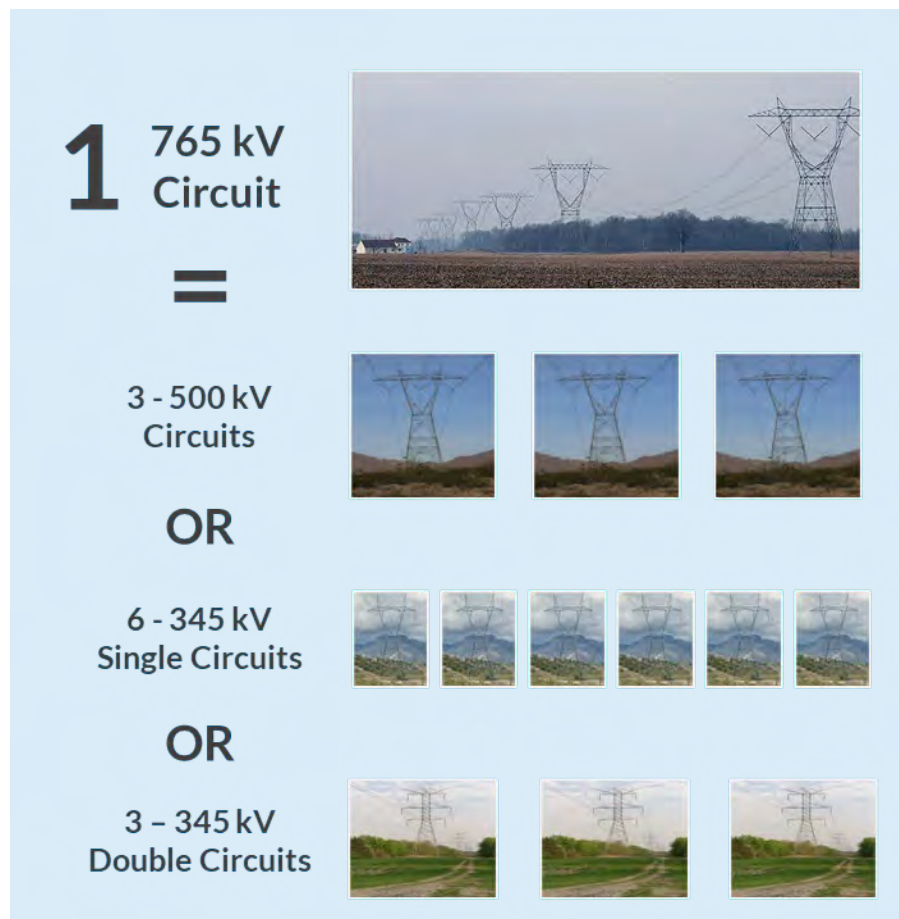 1
765 kV
Circuit
=
3 - 500 kV
Circuits
OR
6 - 345 kV
Single Circuits
OR
3 – 345 kV
Double Circuits